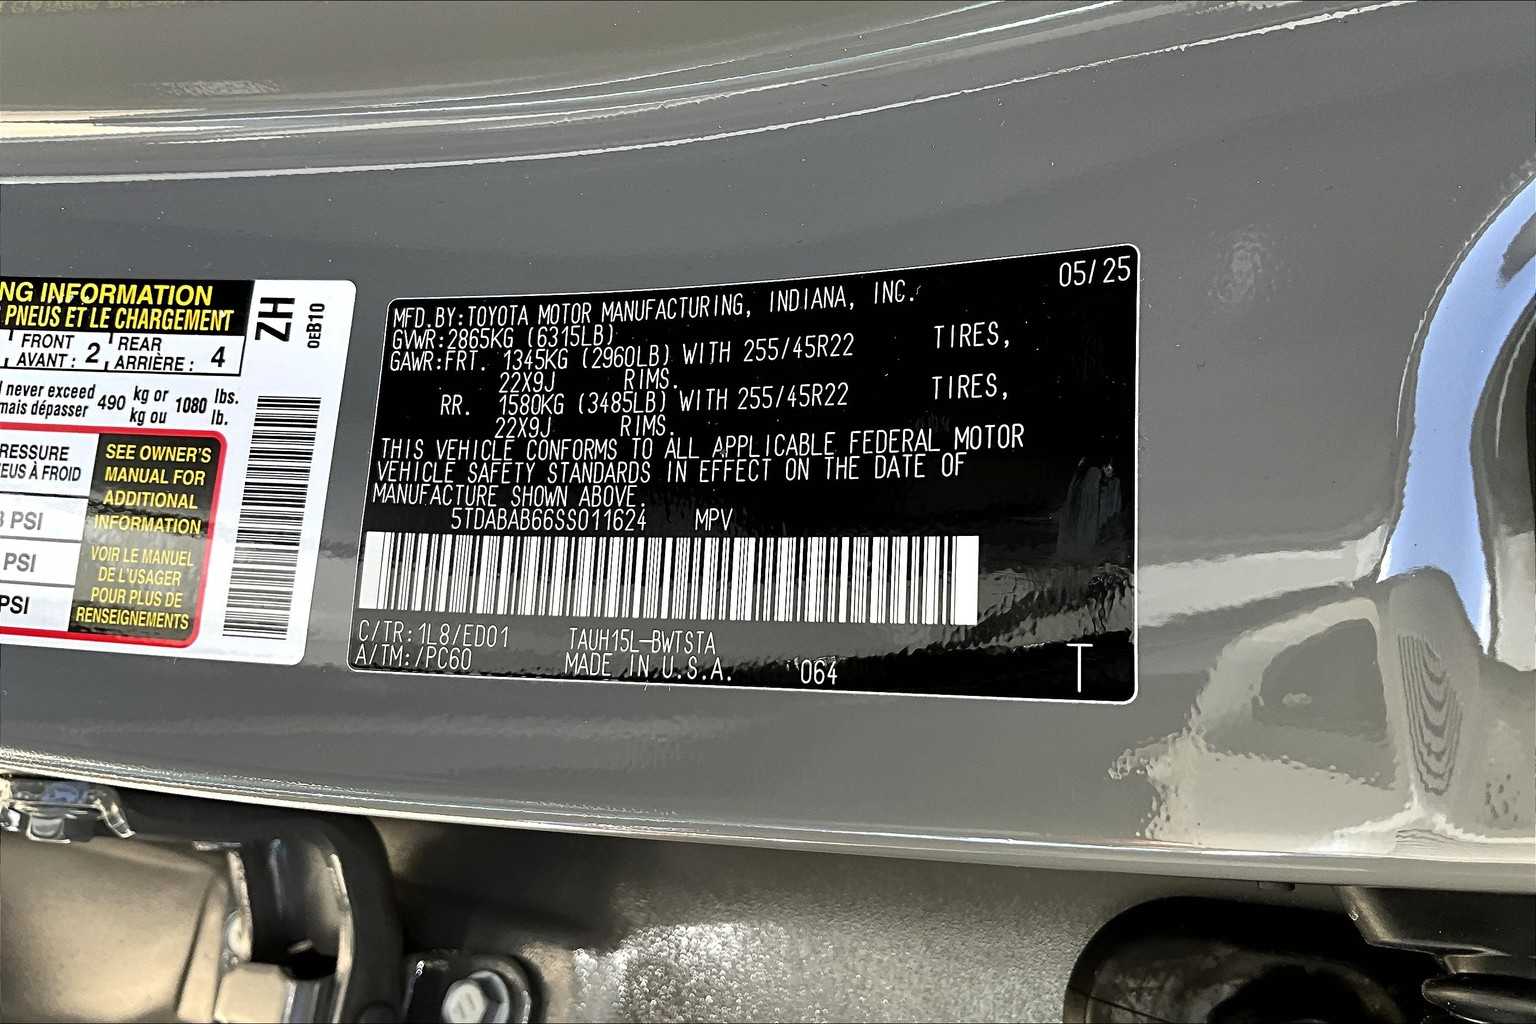 NG INFORMATION
PNEUS ET LE CHARGEMENT
FRONT
AVANT : 2
REAR
ARRIÈRE : 4
never exceed
mais dépasser
490
kg or
kg ou
1080
lbs.
lb.
RESSURE
EUS À FROID
PSI
PSI
PSI
SEE OWNER'S
MANUAL FOR
ADDITIONAL
INFORMATION
VOIR LE MANUEL
DE L'USAGER
POUR PLUS DE
RENSEIGNEMENTS
ZH
0EB10
05/25
MFD.BY:TOYOTA MOTOR MANUFACTURING, INDIANA, INC.
GVWR:2865KG (6315LB)
GAWR:FRT. 1345KG (2960LB) WITH 255/45R22 TIRES,
22X9J RIMS.
RR. 1580KG (3485LB) WITH 255/45R22 TIRES,
22X9J RIMS.
THIS VEHICLE CONFORMS TO ALL APPLICABLE FEDERAL MOTOR
VEHICLE SAFETY STANDARDS IN EFFECT ON THE DATE OF
MANUFACTURE SHOWN ABOVE.
5TDABAB66SS011624 MPV
C/TR:1L8/ED01 TAUH15L-BWTSTA
A/TM:/PC60 MADE IN U.S.A. 064 T